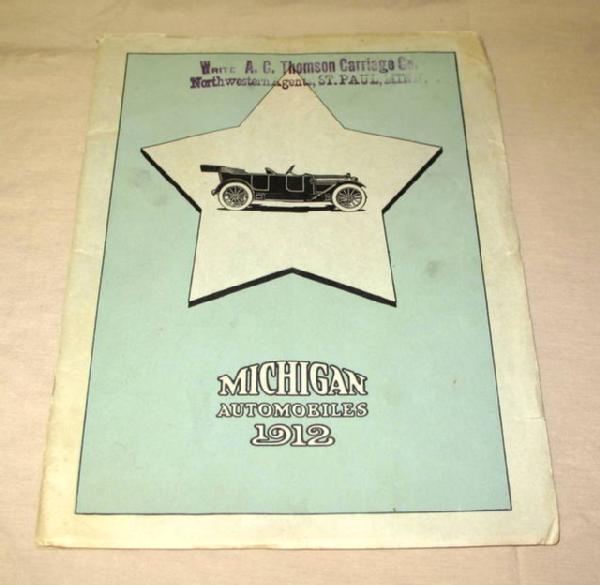 WRITE A. C. Thomson Carriage Co.
Northwestern Agents, ST. PAUL, MINN.
MICHIGAN
AUTOMOBILES
1912